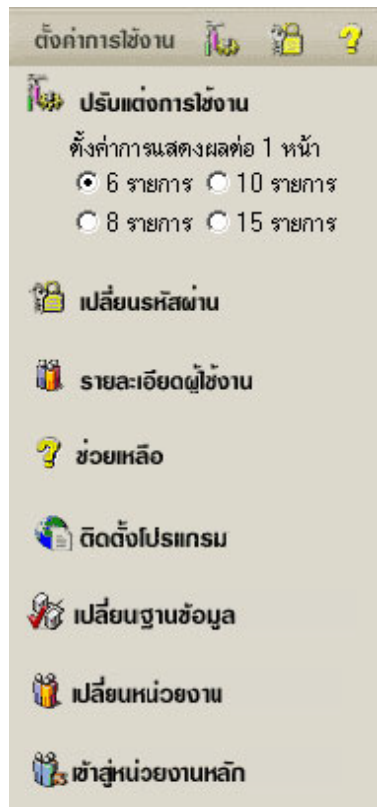 ตั้งค่าการใช้งาน
ปรับแต่งการใช้งาน
ตั้งค่าการแสดงผลต่อ 1 หน้า
6 รายการ 10 รายการ
8 รายการ 15 รายการ
เปลี่ยนรหัสผ่าน
รายละเอียดผู้ใช้งาน
ช่วยเหลือ
ติดตั้งโปรแกรม
เปลี่ยนฐานข้อมูล
เปลี่ยนหน่วยงาน
เข้าสู่หน่วยงานหลัก